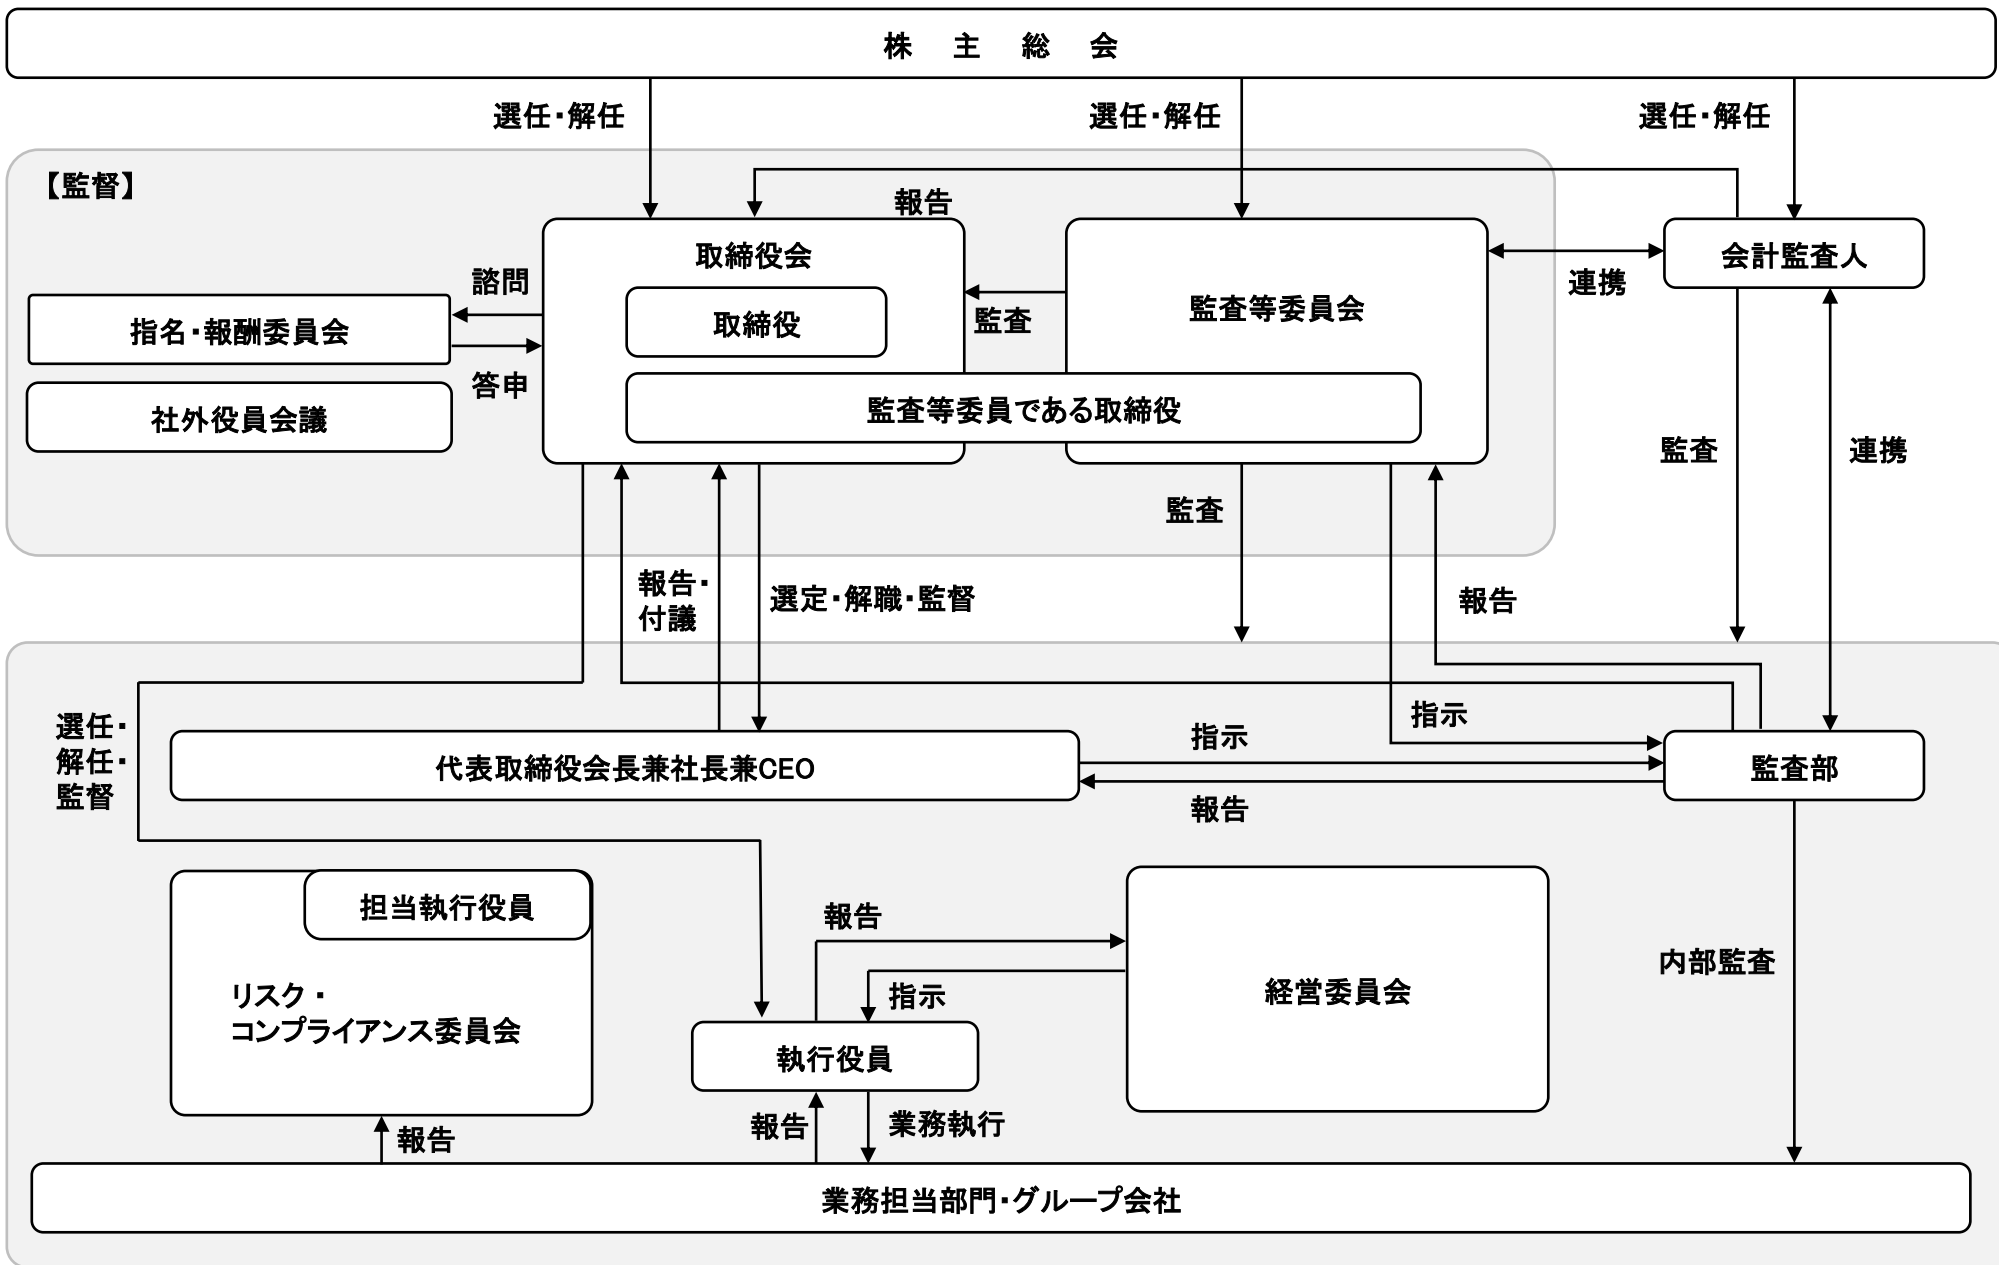 株 主 総 会
選任・解任
選任・解任
選任・解任
【監督】
報告
取締役会
取締役
監査
監査等委員会
連携
会計監査人
諮問
指名・報酬委員会
答申
社外役員会議
監査等委員である取締役
監査
監査
連携
報告・
付議
選定・解職・監督
報告
選任・
解任・
監督
指示
指示
代表取締役会長兼社長兼CEO
監査部
報告
担当執行役員
リスク・
コンプライアンス委員会
報告
指示
経営委員会
内部監査
執行役員
報告
報告
業務執行
業務担当部門・グループ会社